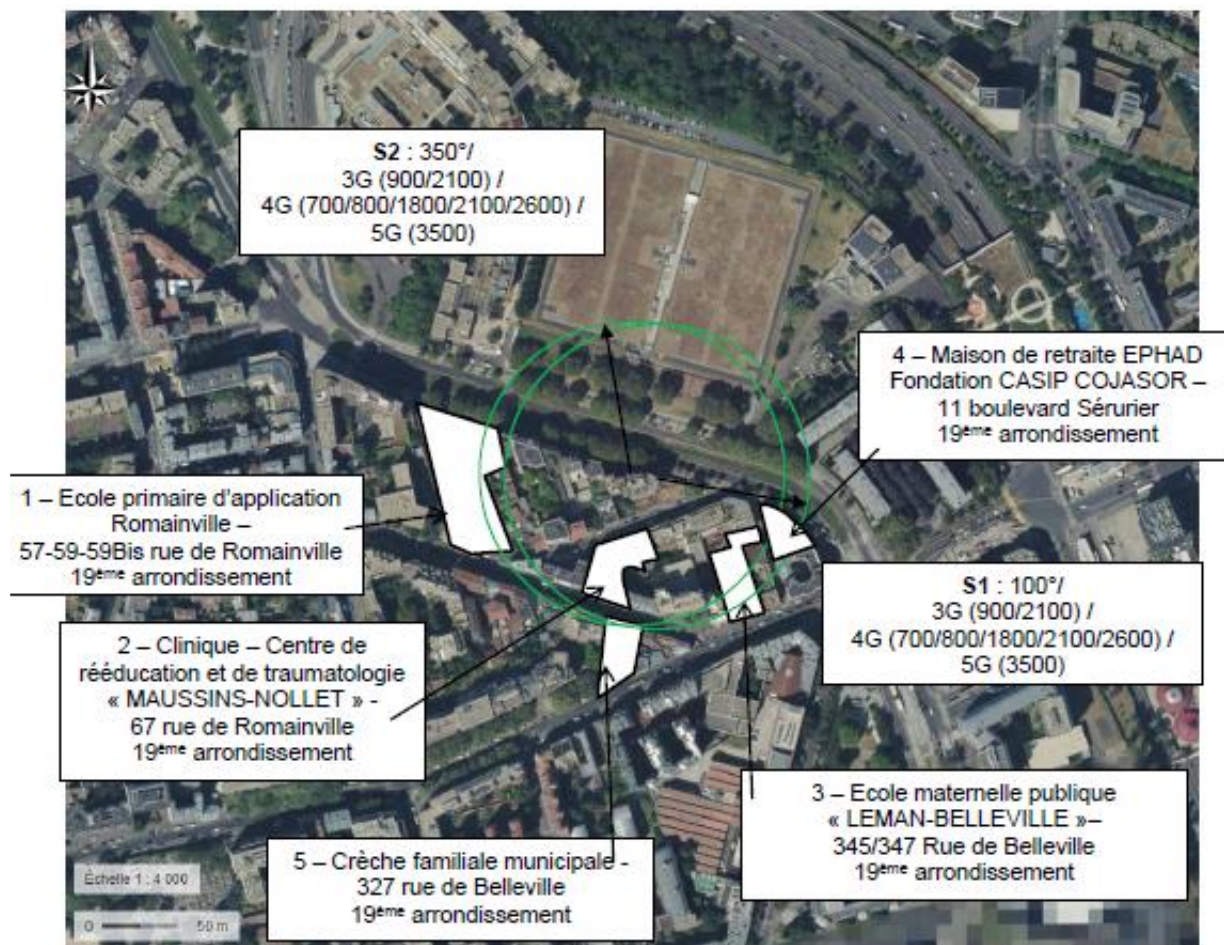 S2 : 350°/
3G (900/2100) /
4G (700/800/1800/2100/2600) /
5G (3500)
4 – Maison de retraite EPHAD
Fondation CASIP COJASOR –
11 boulevard Sérurier
19ème arrondissement
1 – Ecole primaire d'application
Romainville –
57-59-59Bis rue de Romainville
19ème arrondissement
S1 : 100°/
3G (900/2100) /
4G (700/800/1800/2100/2600) /
5G (3500)
2 – Clinique – Centre de
rééducation et de traumatologie
« MAUSSINS-NOLLET » -
67 rue de Romainville
19ème arrondissement
3 – Ecole maternelle publique
« LEMAN-BELLEVILLE »–
345/347 Rue de Belleville
19ème arrondissement
5 – Crèche familiale municipale -
327 rue de Belleville
19ème arrondissement
Échelle 1 : 4 000
0 50 m